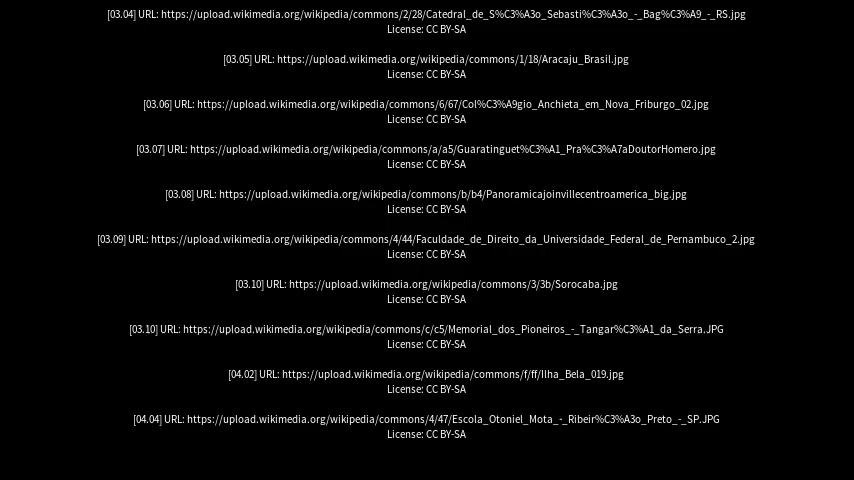 [03.04] URL: https://upload.wikimedia.org/wikipedia/commons/2/28/Catedral_de_S%C3%A3o_Sebasti%C3%A3o_-_Bag%C3%A9_-_RS.jpg
License: CC BY-SA
[03.05] URL: https://upload.wikimedia.org/wikipedia/commons/1/18/Aracaju_Brasil.jpg
License: CC BY-SA
[03.06] URL: https://upload.wikimedia.org/wikipedia/commons/6/67/Col%C3%A9gio_Anchieta_em_Nova_Friburgo_02.jpg
License: CC BY-SA
[03.07] URL: https://upload.wikimedia.org/wikipedia/commons/a/a5/Guaratinguet%C3%A1_Pra%C3%A7aDoutorHomero.jpg
License: CC BY-SA
[03.08] URL: https://upload.wikimedia.org/wikipedia/commons/b/b4/Panoramicajoinvillecentroamerica_big.jpg
License: CC BY-SA
[03.09] URL: https://upload.wikimedia.org/wikipedia/commons/4/44/Faculdade_de_Direito_da_Universidade_Federal_de_Pernambuco_2.jpg
License: CC BY-SA
[03.10] URL: https://upload.wikimedia.org/wikipedia/commons/3/3b/Sorocaba.jpg
License: CC BY-SA
[03.10] URL: https://upload.wikimedia.org/wikipedia/commons/c/c5/Memorial_dos_Pioneiros_-_Tangar%C3%A1_da_Serra.JPG
License: CC BY-SA
[04.02] URL: https://upload.wikimedia.org/wikipedia/commons/f/ff/Ilha_Bela_019.jpg
License: CC BY-SA
[04.04] URL: https://upload.wikimedia.org/wikipedia/commons/4/47/Escola_Otoniel_Mota_-_Ribeir%C3%A3o_Preto_-_SP.JPG
License: CC BY-SA